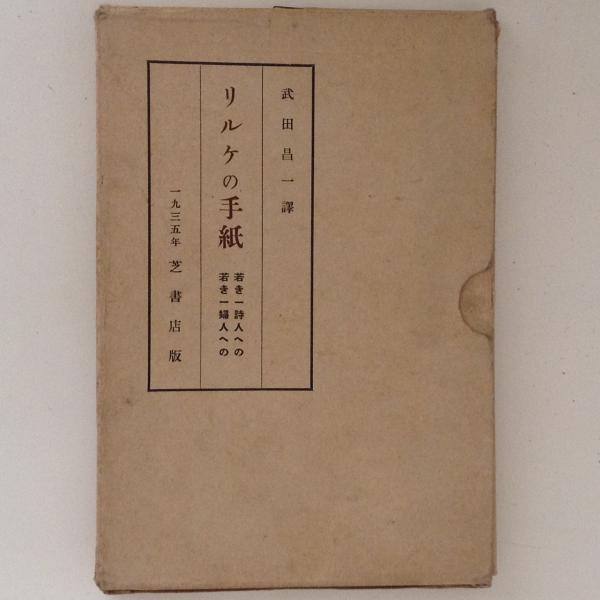 武田昌一譯
リルケの手紙
若き一詩人への
若き一婦人への
一九三五年 芝書店版